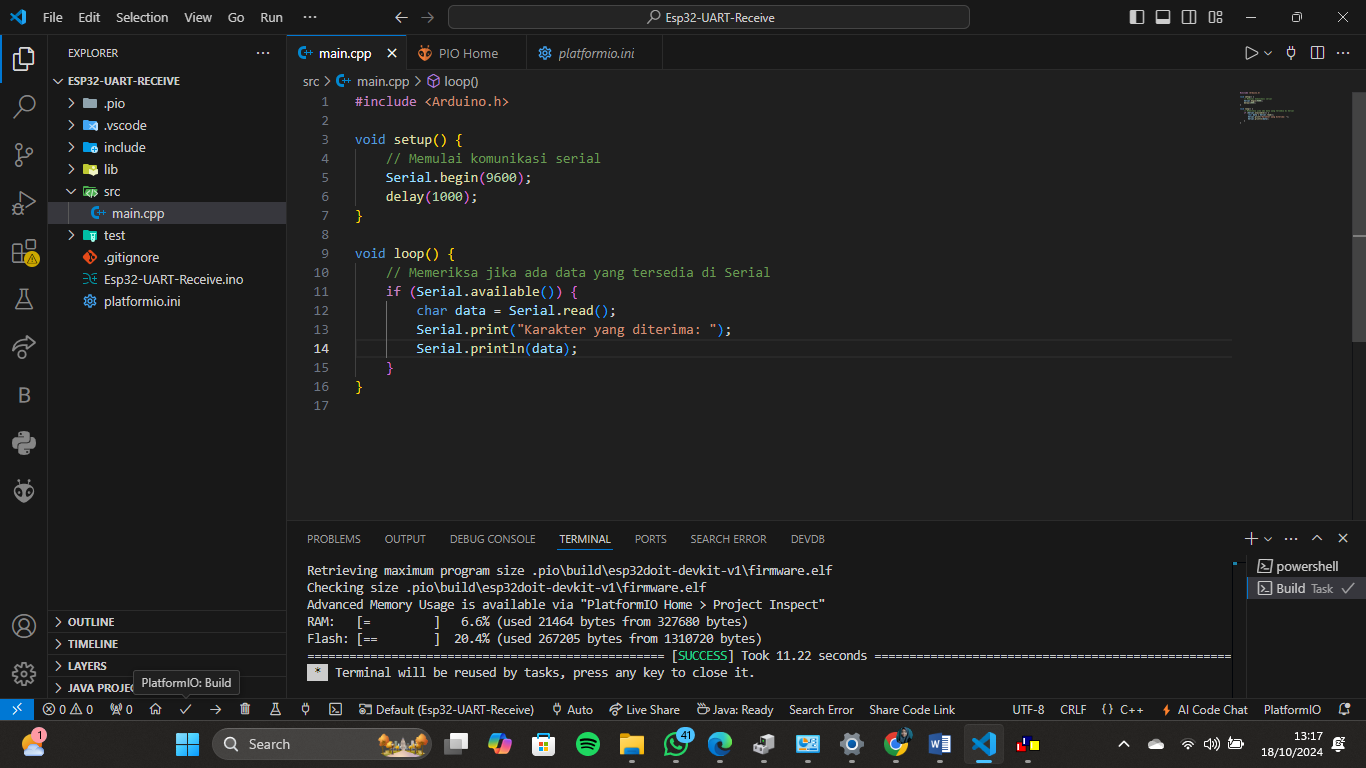 File Edit Selection View Go Run ···
Esp32-UART-Receive
EXPLORER
ESP32-UART-RECEIVE
.pio
.vscode
include
lib
src
main.cpp
test
.gitignore
Esp32-UART-Receive.ino
platformio.ini
OUTLINE
TIMELINE
LAYERS
JAVA PROJE
PlatformIO: Build
main.cpp PIO Home platformio.ini
src > main.cpp > loop()
1 #include <Arduino.h>
2
3 void setup() {
4 // Memulai komunikasi serial
5 Serial.begin(9600);
6 delay(1000);
7 }
8
9 void loop() {
10 // Memeriksa jika ada data yang tersedia di Serial
11 if (Serial.available()) {
12 char data = Serial.read();
13 Serial.print("Karakter yang diterima: ");
14 Serial.println(data);
15 }
16 }
17
PROBLEMS OUTPUT DEBUG CONSOLE TERMINAL PORTS SEARCH ERROR DEVDB
Retrieving maximum program size .pio\build\esp32doit-devkit-v1\firmware.elf
Checking size .pio\build\esp32doit-devkit-v1\firmware.elf
Advanced Memory Usage is available via "PlatformIO Home > Project Inspect"
RAM: [= ] 6.6% (used 21464 bytes from 327680 bytes)
Flash: [== ] 20.4% (used 267205 bytes from 1310720 bytes)
=================================================== [SUCCESS] Took 11.22 seconds ===================================================
* Terminal will be reused by tasks, press any key to close it.
powershell
Build Task
0 0 0 Default (Esp32-UART-Receive) Auto Live Share Java: Ready Search Error Share Code Link UTF-8 CRLF {} C++ AI Code Chat PlatformIO
1 Search 41 13:17
18/10/2024